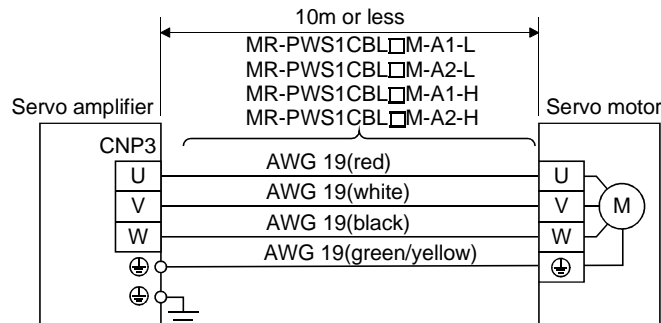 10m or less
MR-PWS1CBL□M-A1-L
MR-PWS1CBL□M-A2-L
MR-PWS1CBL□M-A1-H
MR-PWS1CBL□M-A2-H
Servo amplifier
Servo motor
CNP3
U
AWG 19(red)
U
V
AWG 19(white)
V
M
W
AWG 19(black)
W
AWG 19(green/yellow)